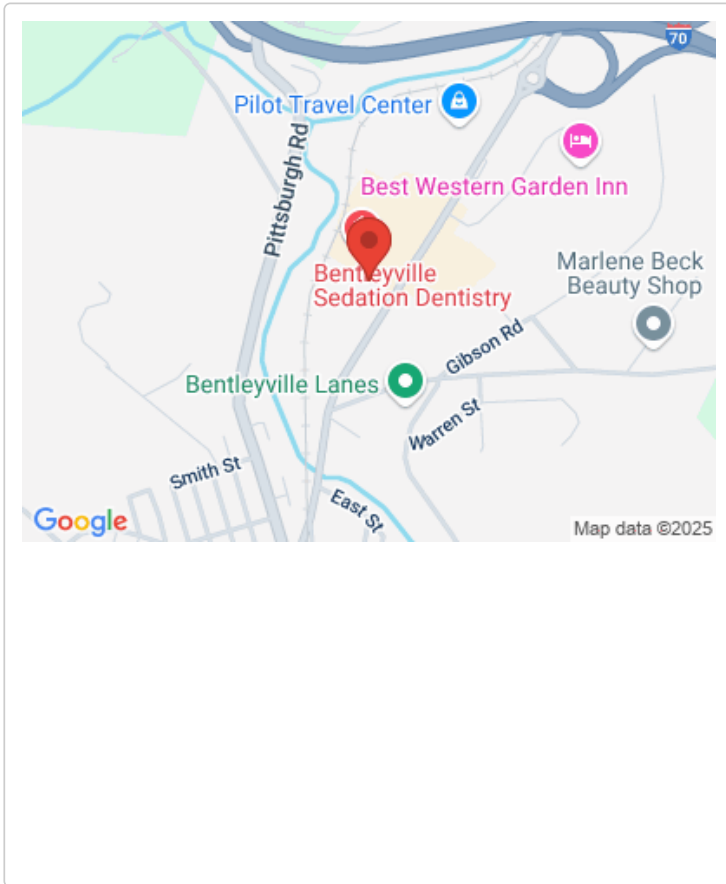 70
Pilot Travel Center
Pittsburgh Rd
Best Western Garden Inn
Bentleyville
Sedation Dentistry
Marlene Beck
Beauty Shop
Gibson Rd
Bentleyville Lanes
Warren St
Smith St
East St
Google
Map data ©2025